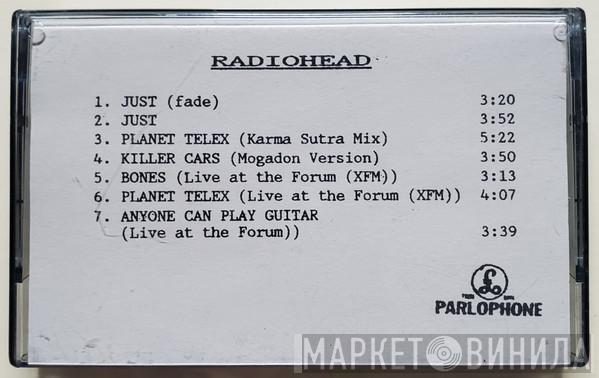 RADIOHEAD
1. JUST (fade) 3:20
2. JUST 3:52
3. PLANET TELEX (Karma Sutra Mix) 5:22
4. KILLER CARS (Mogadon Version) 3:50
5. BONES (Live at the Forum (XFM)) 3:13
6. PLANET TELEX (Live at the Forum (XFM)) 4:07
7. ANYONE CAN PLAY GUITAR
(Live at the Forum)) 3:39
£
PARLOPHONE
МАРКЕТ ВИНИЛА